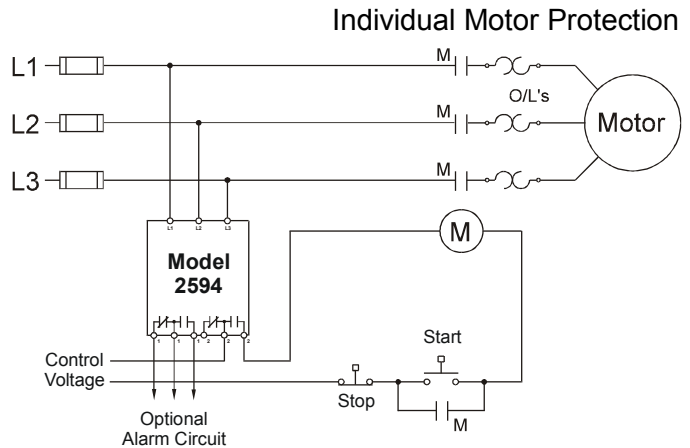 Individual Motor Protection
L1
M
O/L's
L2
M
Motor
L3
M
L1 L2 L3
Model
2594
M
1 1 1 2 2 2
Control
Voltage
Start
Stop
M
Optional
Alarm Circuit